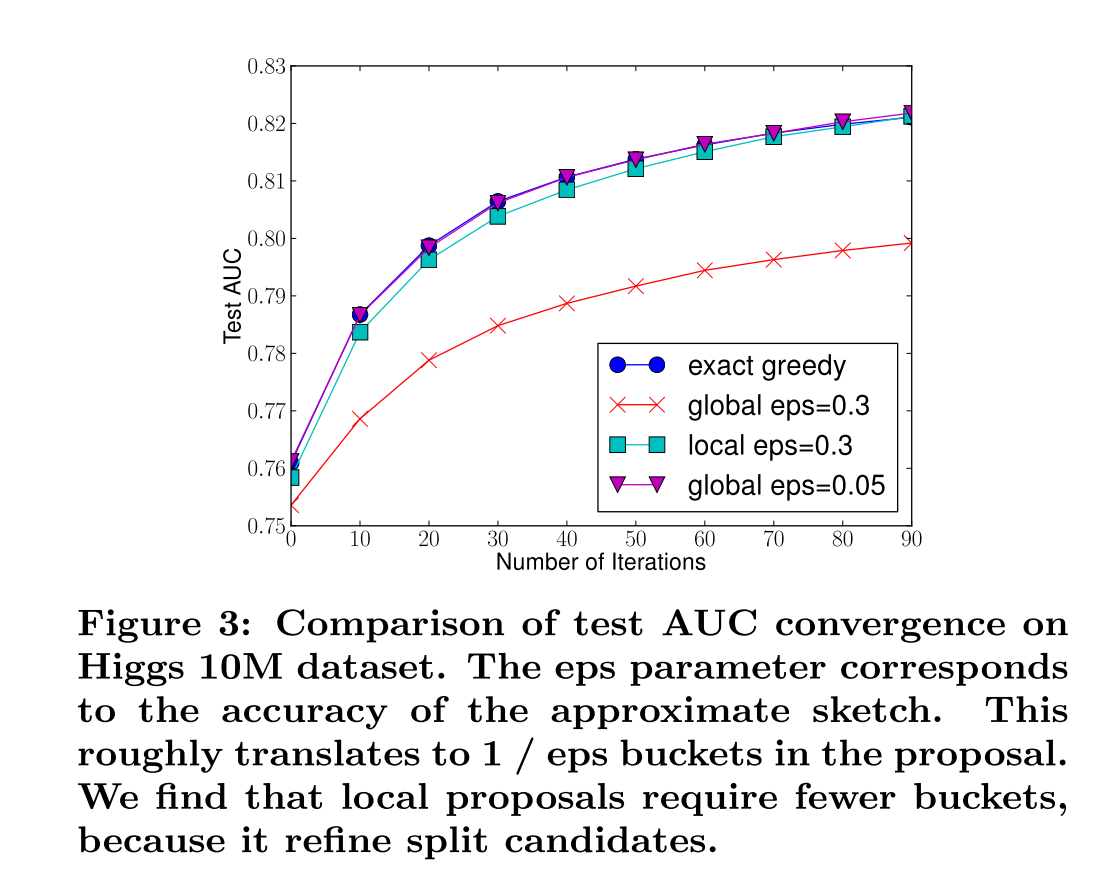 0.83
0.82
0.81
0.80
0.79
0.78
0.77
0.76
0.75
Test AUC
0 10 20 30 40 50 60 70 80 90
Number of Iterations
exact greedy
global eps=0.3
local eps=0.3
global eps=0.05
Figure 3: Comparison of test AUC convergence on
Higgs 10M dataset. The eps parameter corresponds
to the accuracy of the approximate sketch. This
roughly translates to 1 / eps buckets in the proposal.
We find that local proposals require fewer buckets,
because it refine split candidates.